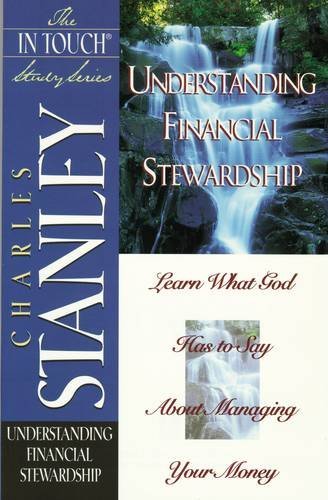 The
IN TOUCH®
Study Series
CHARLES
STANLEY
UNDERSTANDING
FINANCIAL
STEWARDSHIP
UNDERSTANDING
FINANCIAL
STEWARDSHIP
Learn What God
Has to Say
About Managing
Your Money